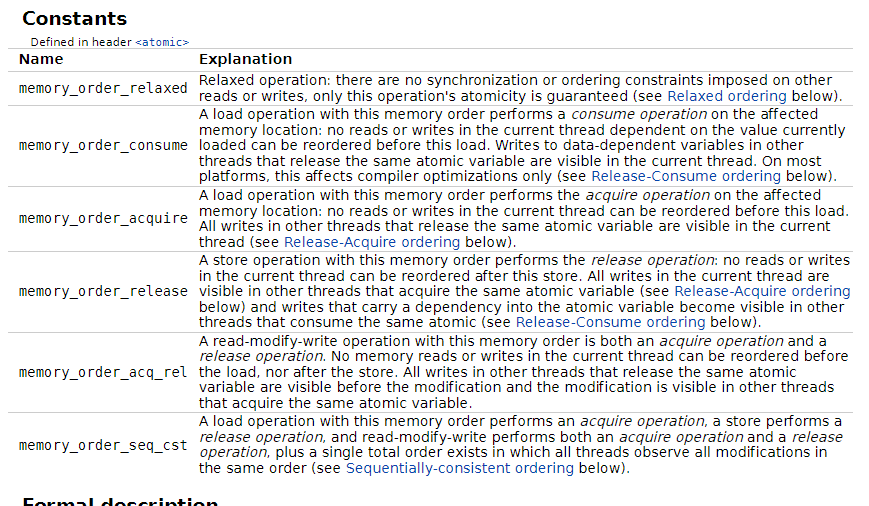 Constants
Defined in header <atomic>
Name Explanation
memory_order_relaxed Relaxed operation: there are no synchronization or ordering constraints imposed on other
reads or writes, only this operation's atomicity is guaranteed (see Relaxed ordering below).
A load operation with this memory order performs a consume operation on the affected
memory location: no reads or writes in the current thread dependent on the value currently
memory_order_consume loaded can be reordered before this load. Writes to data-dependent variables in other
threads that release the same atomic variable are visible in the current thread. On most
platforms, this affects compiler optimizations only (see Release-Consume ordering below).
A load operation with this memory order performs the acquire operation on the affected
memory_order_acquire memory location: no reads or writes in the current thread can be reordered before this load.
All writes in other threads that release the same atomic variable are visible in the current
thread (see Release-Acquire ordering below).
A store operation with this memory order performs the release operation: no reads or writes
in the current thread can be reordered after this store. All writes in the current thread are
memory_order_release visible in other threads that acquire the same atomic variable (see Release-Acquire ordering
below) and writes that carry a dependency into the atomic variable become visible in other
threads that consume the same atomic (see Release-Consume ordering below).
A read-modify-write operation with this memory order is both an acquire operation and a
release operation. No memory reads or writes in the current thread can be reordered before
memory_order_acq_rel the load, nor after the store. All writes in other threads that release the same atomic
variable are visible before the modification and the modification is visible in other threads
that acquire the same atomic variable.
A load operation with this memory order performs an acquire operation, a store performs a
memory_order_seq_cst release operation, and read-modify-write performs both an acquire operation and a release
operation, plus a single total order exists in which all threads observe all modifications in
the same order (see Sequentially-consistent ordering below).
Formal description